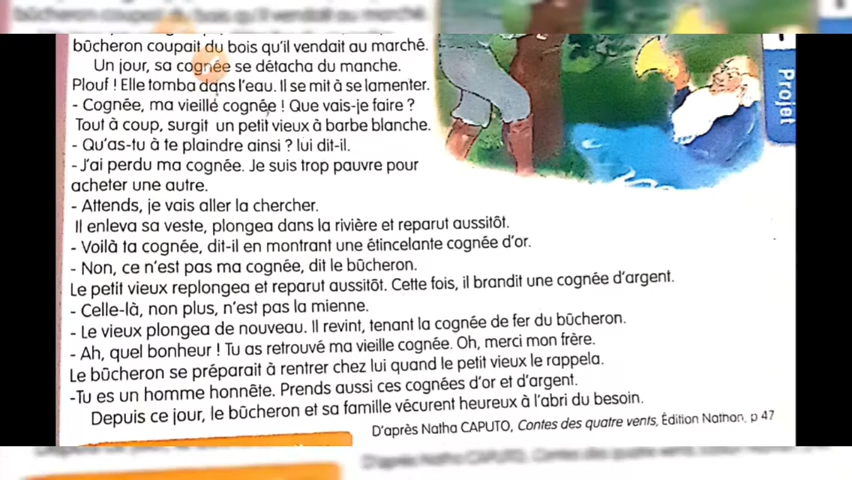 bûcheron coupait du bois qu'il vendait au marché.
Un jour, sa cognée se détacha du manche.
Plouf ! Elle tomba dans l'eau. Il se mit à se lamenter.
- Cognée, ma vieille cognée ! Que vais-je faire ?
Tout à coup, surgit un petit vieux à barbe blanche.
- Qu'as-tu à te plaindre ainsi ? lui dit-il.
- J'ai perdu ma cognée. Je suis trop pauvre pour
acheter une autre.
- Attends, je vais aller la chercher.
Il enleva sa veste, plongea dans la rivière et reparut aussitôt.
- Voilà ta cognée, dit-il en montrant une étincelante cognée d'or.
- Non, ce n'est pas ma cognée, dit le bûcheron.
Le petit vieux replongea et reparut aussitôt. Cette fois, il brandit une cognée d'argent.
- Celle-là, non plus, n'est pas la mienne.
- Le vieux plongea de nouveau. Il revint, tenant la cognée de fer du bûcheron.
- Ah, quel bonheur ! Tu as retrouvé ma vieille cognée. Oh, merci mon frère.
Le bûcheron se préparait à rentrer chez lui quand le petit vieux le rappela.
-Tu es un homme honnête. Prends aussi ces cognées d'or et d'argent.
Depuis ce jour, le bûcheron et sa famille vécurent heureux à l'abri du besoin.
D'après Natha CAPUTO, Contes des quatre vents, Édition Nathan, p 47
Projet